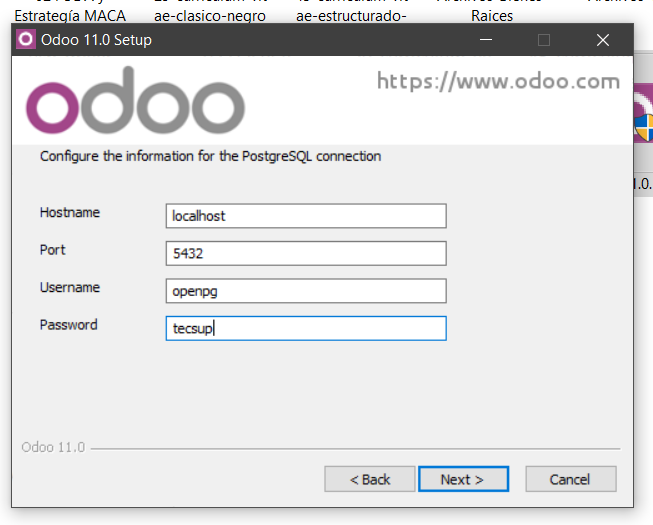 Estrategía MACA
ae-clasico-negro
ae-estructurado-
Raices
Odoo 11.0 Setup
odoo
https://www.odoo.com
Configure the information for the PostgreSQL connection
1.0.
Hostname
localhost
Port
5432
Username
openpg
Password
tecsup
Odoo 11.0
< Back
Next >
Cancel